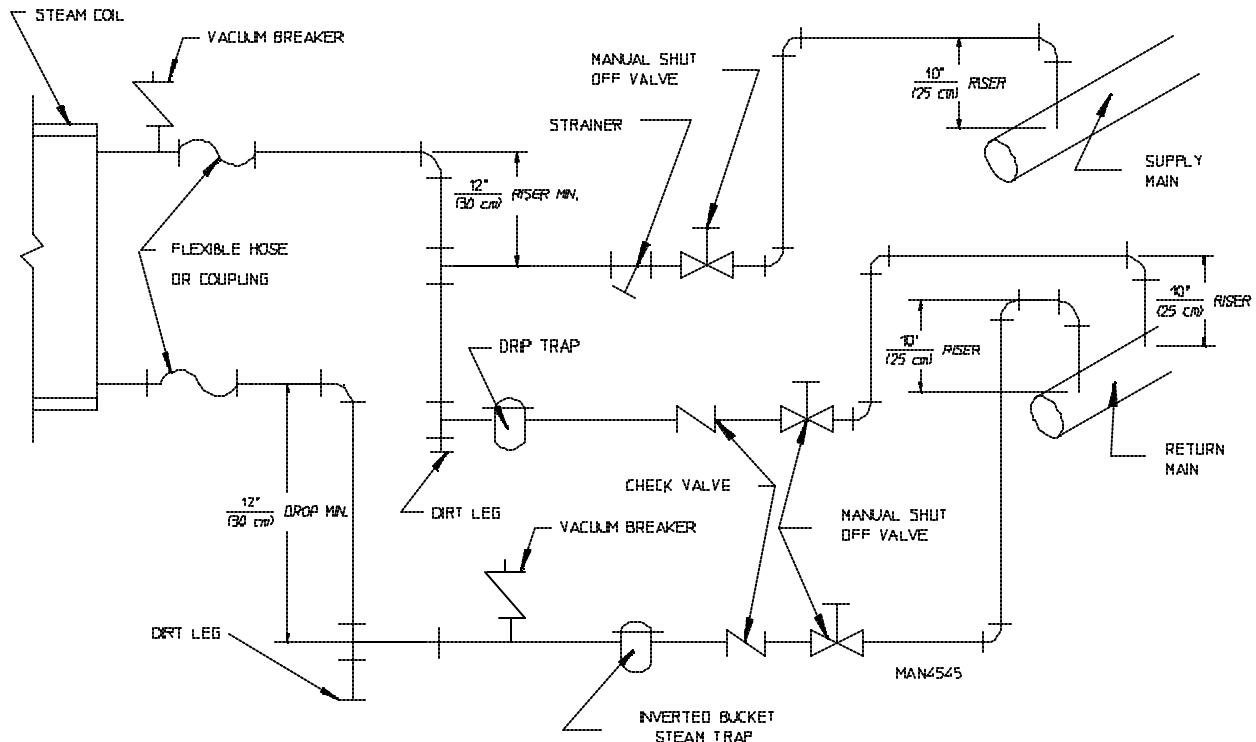 STEAM COIL
VACUUM BREAKER
MANUAL SHUT
OFF VALVE
10"
(25 cm) RISER
STRAINER
SUPPLY
MAIN
12"
(30 cm) RISER MIN.
FLEXIBLE HOSE
OR COUPLING
10"
(25 cm) RISER
10"
(25 cm) RISER
DRIP TRAP
RETURN
MAIN
CHECK VALVE
12"
(30 cm) DROP MIN.
DIRT LEG
MANUAL SHUT
OFF VALVE
VACUUM BREAKER
DIRT LEG
MAN4545
INVERTED BUCKET
STEAM TRAP